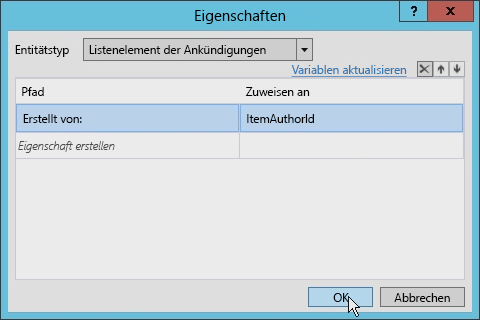 Eigenschaften
? x
Entitätstyp Listenelement der Ankündigungen
Variablen aktualisieren
Pfad Zuweisen an
Erstellt von: ItemAuthorId
Eigenschaft erstellen
OK Abbrechen